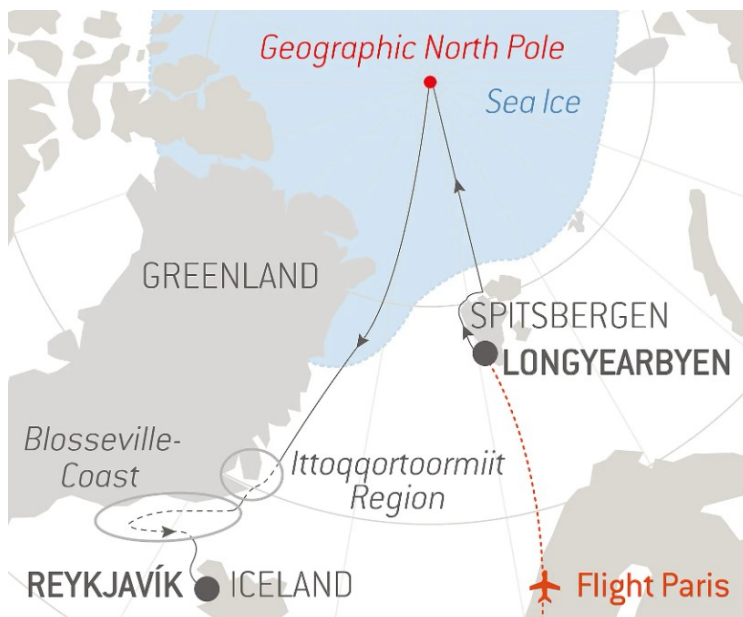 Geographic North Pole
Sea Ice
GREENLAND
SPITSBERGEN
LONGYEARBYEN
Blosseville-
Coast
Ittoqqortoormiit
Region
REYKJAVÍK ICELAND
Flight Paris